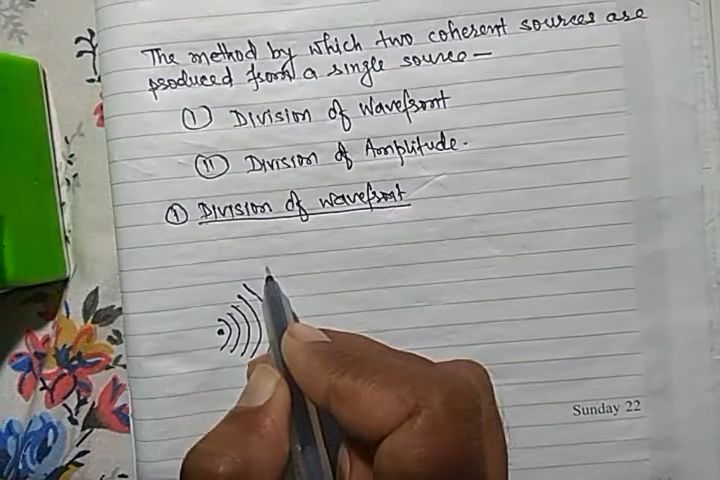 The method by which two coherent sources are
produced from a single source -
(I) Division of Wavefront
(II) Division of Amplitude.
(I) Division of wavefront
Sunday 22